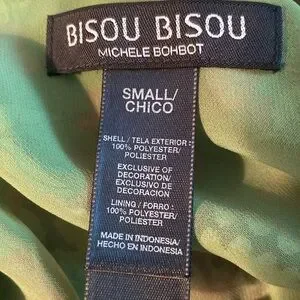 BISOU BISOU
MICHELE BOHBOT
SMALL/
CHICO
SHELL / TELA EXTERIOR :
100% POLYESTER/
POLIESTER
EXCLUSIVE OF
DECORATION/
EXCLUSIVO DE
DECORACIÓN
LINING / FORRO :
100% POLYESTER/
POLIESTER
MADE IN INDONESIA/
HECHO EN INDONESIA